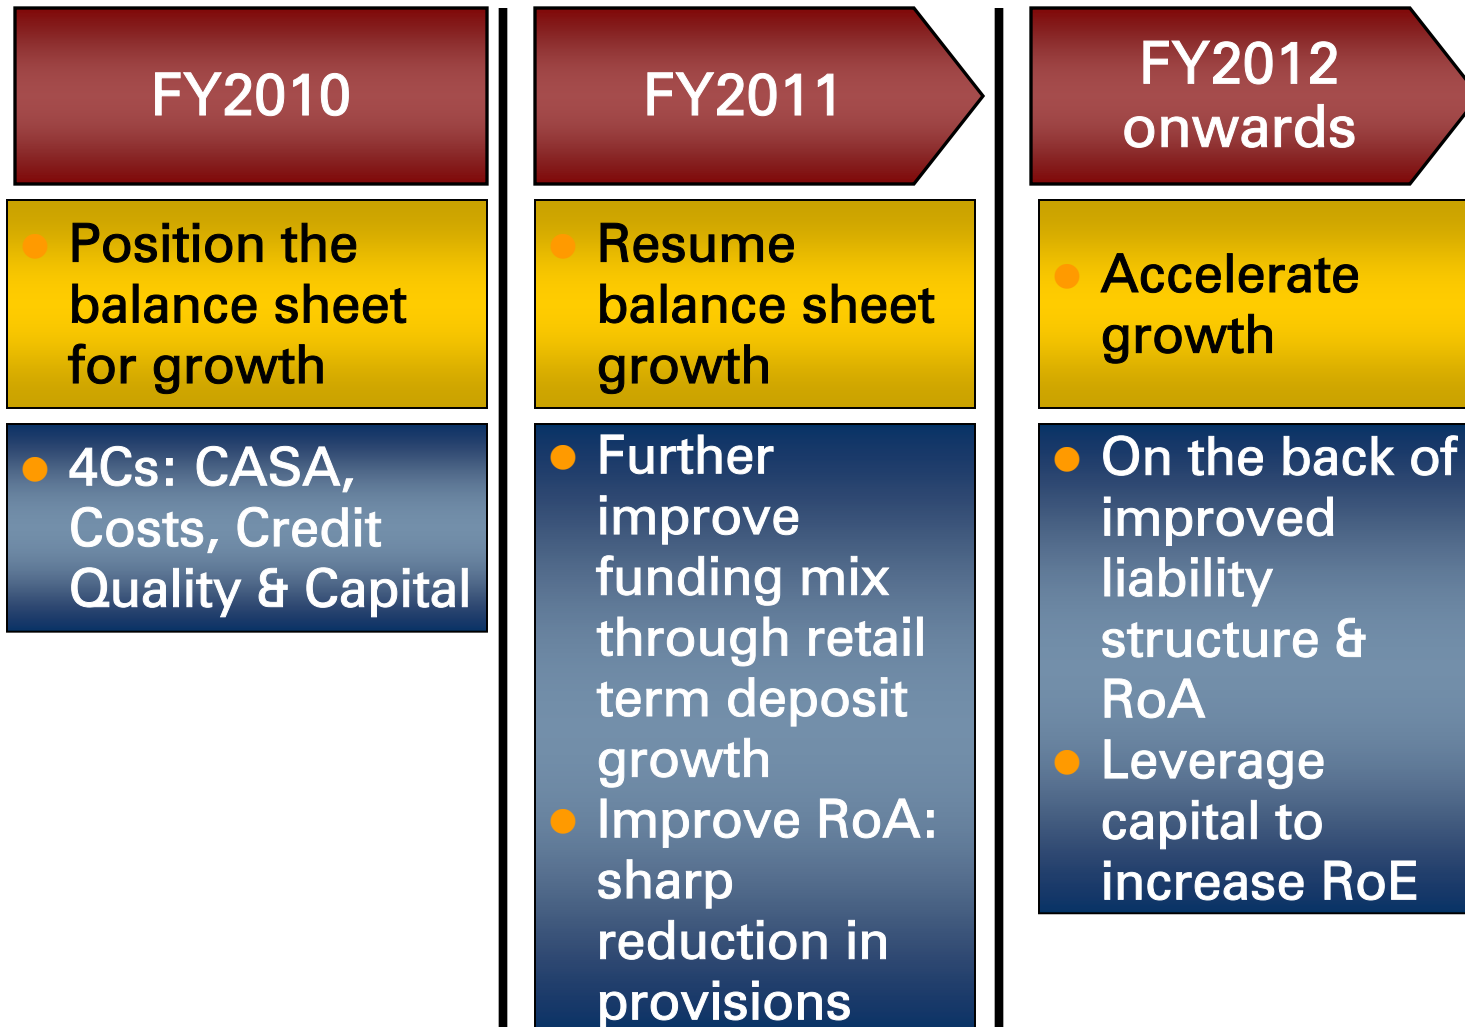 FY2010
Position the
balance sheet
for growth
4Cs: CASA,
Costs, Credit
Quality & Capital
FY2011
Resume
balance sheet
growth
Further
improve
funding mix
through retail
term deposit
growth
Improve RoA:
sharp
reduction in
provisions
FY2012
onwards
Accelerate
growth
On the back of
improved
liability
structure &
RoA
Leverage
capital to
increase RoE